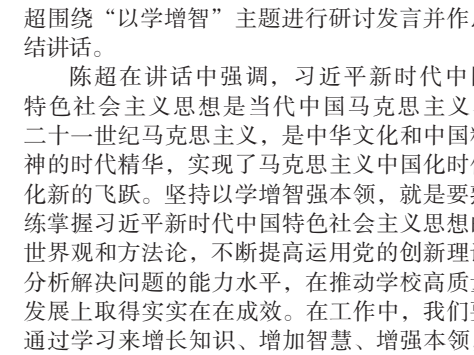 超围绕“以学增智”主题进行研讨发言并作
结讲话。
陈超在讲话中强调，习近平新时代中
特色社会主义思想是当代中国马克思主义
二十一世纪马克思主义，是中华文化和中国
神的时代精华，实现了马克思主义中国化时
化新的飞跃。坚持以学增智强本领，就是要
练掌握习近平新时代中国特色社会主义思想
世界观和方法论，不断提高运用党的创新理
分析解决问题的能力水平，在推动学校高质
发展上取得实实在在成效。在工作中，我们
通过学习来增长知识、增加智慧、增强本领